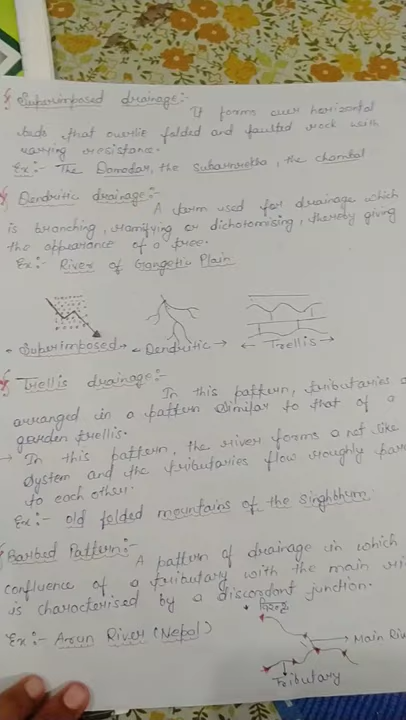 Superimposed drainage:-
It forms over horizontal
beds that overlie folded and faulted rock with
varying resistance.
Ex:- The Damodar, the Subarnrekha, the chambal
Dendritic drainage:-
A term used for drainage which
is branching, ramifying or dichotomising, thereby giving
the appearance of a tree.
Ex:- River of Gangetic Plain
Superimposed
Dendritic
Trellis
Trellis drainage:-
In this pattern, tributaries a
arranged in a pattern similar to that of a
garden trellis.
→ In this pattern, the river forms a net like
system and the tributaries flow roughly par
to each other.
Ex:- old folded mountains of the Singhbhum
Barbed Pattern:-
A pattern of drainage in which
confluence of a tributary with the main riv
is characterised by a discordant junction.
Ex:- Arun River (Nepal)
Main Riv
Tributary